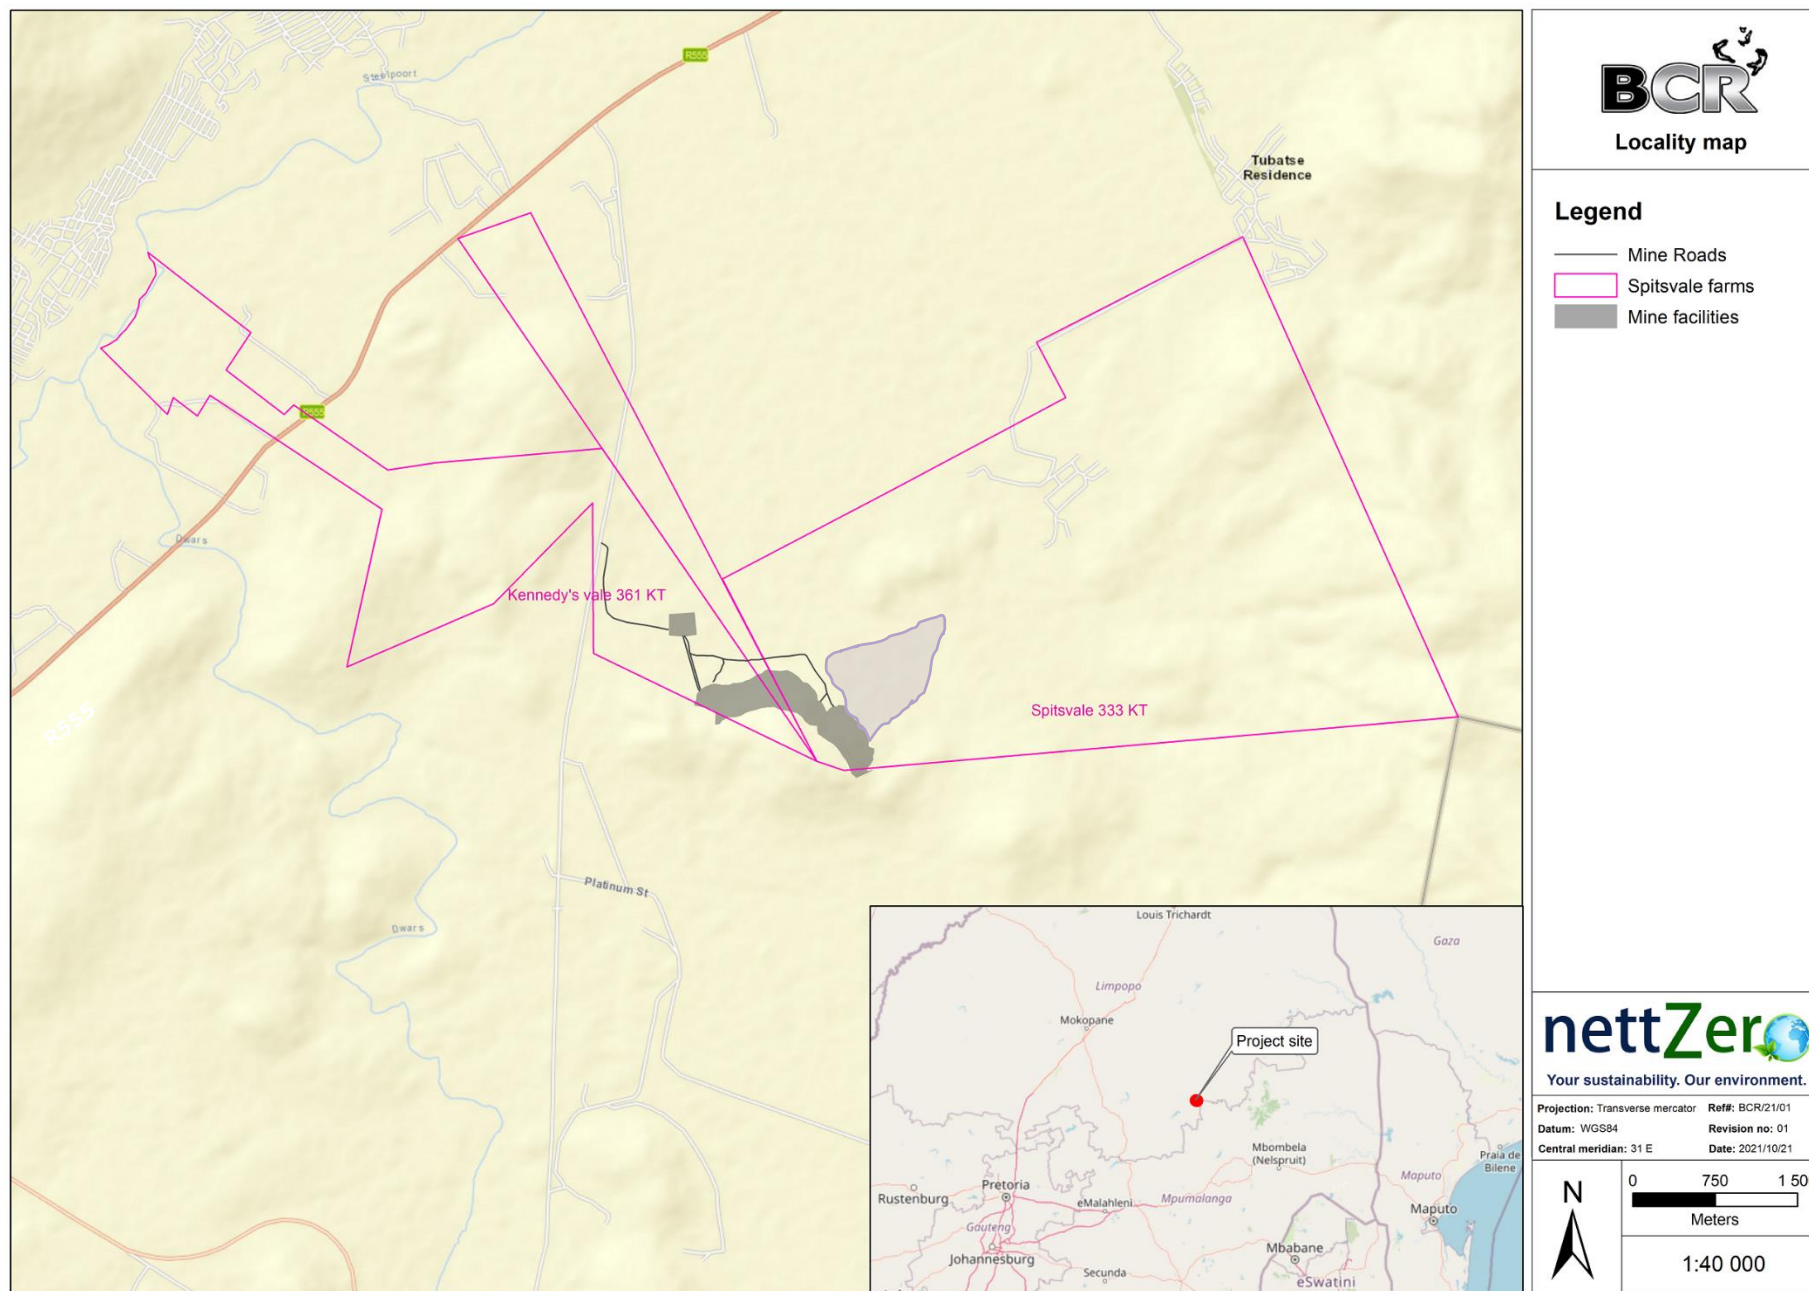 Steelpoort
R555
Tubatse
Residence
R555
Dwars
Kennedy's vale 361 KT
Spitsvale 333 KT
R555
Platinum St
Dwars
Louis Trichardt
Gaza
Limpopo
Mokopane
Project site
Mbombela
(Nelspruit)
Praia de
Bilene
Maputo
Rustenburg
Pretoria
eMalahleni
Mpumalanga
Maputo
Gauteng
Johannesburg
Mbabane
Secunda
eSwatini
BCR
Locality map
Legend
Mine Roads
Spitsvale farms
Mine facilities
nettZero
Your sustainability. Our environment.
Projection: Transverse mercator Ref#: BCR/21/01
Datum: WGS84 Revision no: 01
Central meridian: 31 E Date: 2021/10/21
N
0 750 1 50
Meters
1:40 000